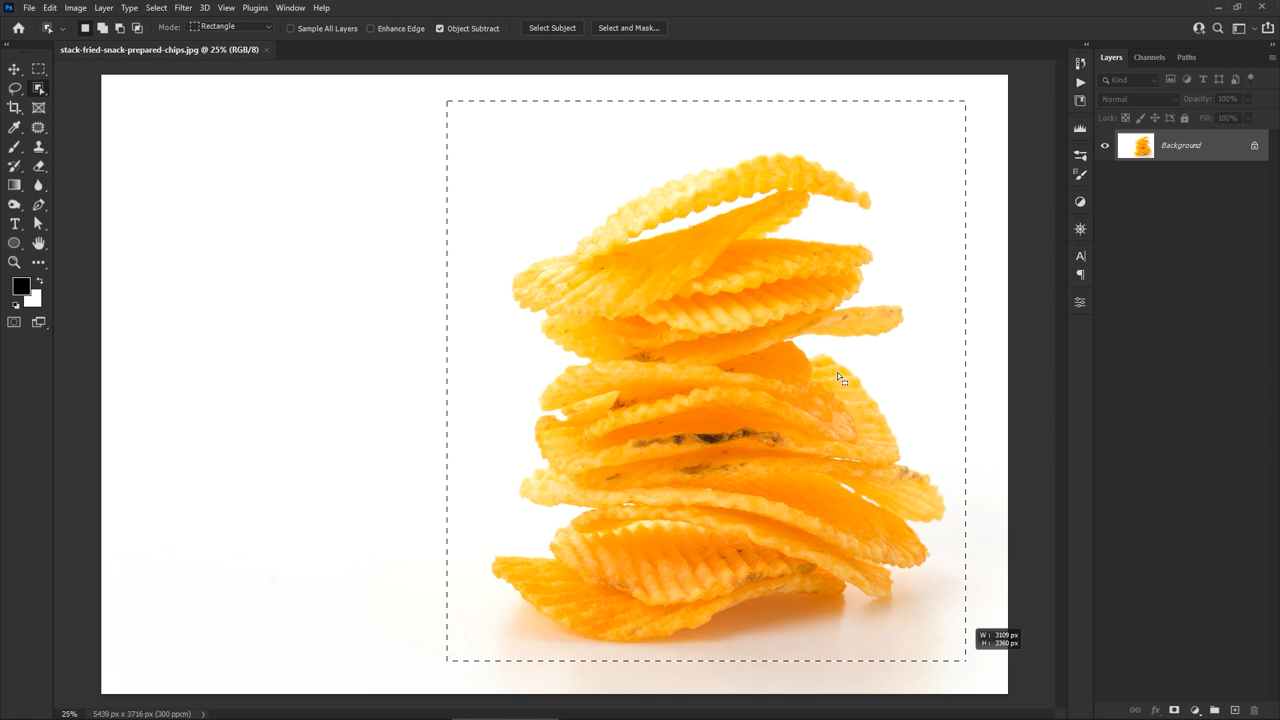 Ps File Edit Image Layer Type Select Filter 3D View Plugins Window Help
Mode: Rectangle Sample All Layers Enhance Edge Object Subtract Select Subject Select and Mask...
stack-fried-snack-prepared-chips.jpg @ 25% (RGB/8) ×
Layers Channels Paths
Kind
Normal Opacity: 100%
Lock: Fill: 100%
Background
W: 3109 px
H: 3360 px
25% 5439 px x 3716 px (300 ppcm)